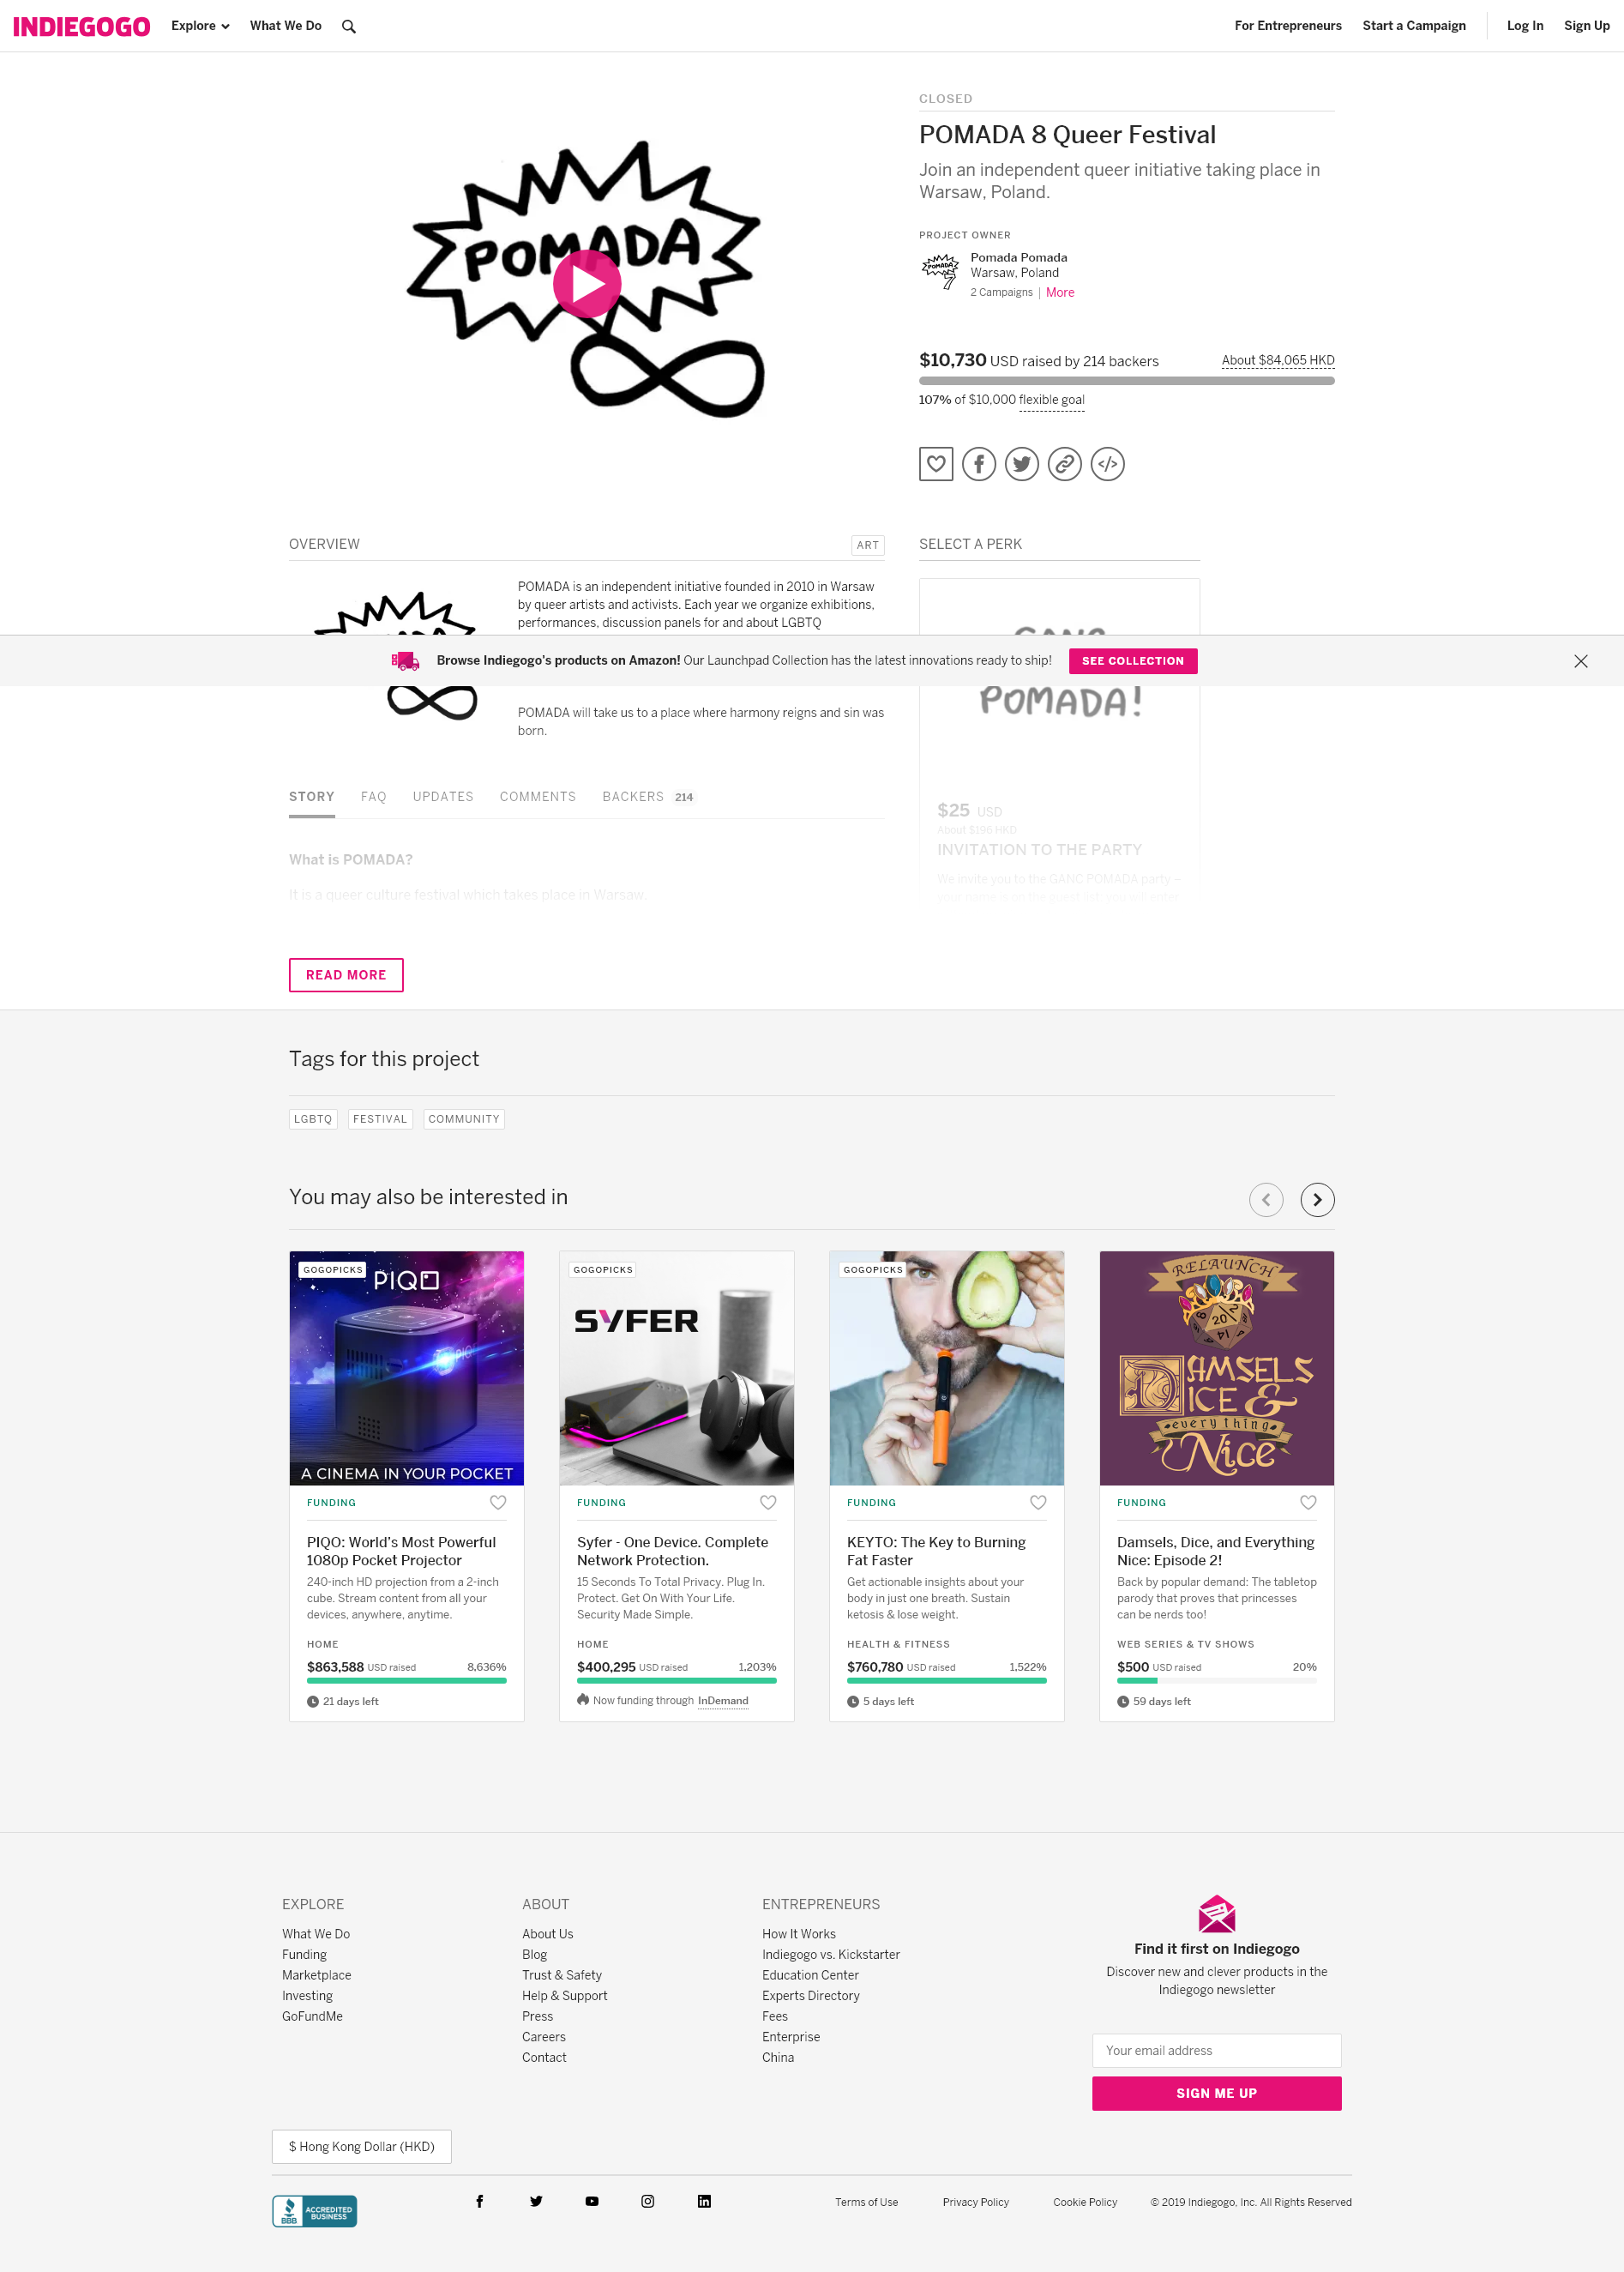 INDIEGOGO
Explore
What We Do
For Entrepreneurs
Start a Campaign
Log In
Sign Up
POMADA
CLOSED
POMADA 8 Queer Festival
Join an independent queer initiative taking place in
Warsaw, Poland.
PROJECT OWNER
POMADA
7
Pomada Pomada
Warsaw, Poland
2 Campaigns | More
$10,730 USD raised by 214 backers
About $84,065 HKD
107% of $10,000 flexible goal
OVERVIEW
ART
POMADA is an independent initiative founded in 2010 in Warsaw
by queer artists and activists. Each year we organize exhibitions,
performances, discussion panels for and about LGBTQ
SELECT A PERK
Browse Indiegogo's products on Amazon! Our Launchpad Collection has the latest innovations ready to ship!
SEE COLLECTION
POMADA will take us to a place where harmony reigns and sin was
born.
POMADA!
STORY
FAQ
UPDATES
COMMENTS
BACKERS 214
$25 USD
About $196 HKD
INVITATION TO THE PARTY
We invite you to the GANC POMADA party –
What is POMADA?
It is a queer culture festival which takes place in Warsaw.
READ MORE
Tags for this project
LGBTQ
FESTIVAL
COMMUNITY
You may also be interested in
GOGOPICKS
PIQO
A CINEMA IN YOUR POCKET
FUNDING
PIQO: World's Most Powerful
1080p Pocket Projector
240-inch HD projection from a 2-inch
cube. Stream content from all your
devices, anywhere, anytime.
HOME
$863,588 USD raised
8,636%
21 days left
GOGOPICKS
SYFER
FUNDING
Syfer - One Device. Complete
Network Protection.
15 Seconds To Total Privacy. Plug In.
Protect. Get On With Your Life.
Security Made Simple.
HOME
$400,295 USD raised
1,203%
Now funding through InDemand
GOGOPICKS
FUNDING
KEYTO: The Key to Burning
Fat Faster
Get actionable insights about your
body in just one breath. Sustain
ketosis & lose weight.
HEALTH & FITNESS
$760,780 USD raised
1,522%
5 days left
RELAUNCH
20
DAMSELS
DICE &
everything
Nice
FUNDING
Damsels, Dice, and Everything
Nice: Episode 2!
Back by popular demand: The tabletop
parody that proves that princesses
can be nerds too!
WEB SERIES & TV SHOWS
$500 USD raised
20%
59 days left
EXPLORE
What We Do
Funding
Marketplace
Investing
GoFundMe
ABOUT
About Us
Blog
Trust & Safety
Help & Support
Press
Careers
Contact
ENTREPRENEURS
How It Works
Indiegogo vs. Kickstarter
Education Center
Experts Directory
Fees
Enterprise
China
Find it first on Indiegogo
Discover new and clever products in the
Indiegogo newsletter
Your email address
SIGN ME UP
$ Hong Kong Dollar (HKD)
BBB
ACCREDITED
BUSINESS
Terms of Use
Privacy Policy
Cookie Policy
© 2019 Indiegogo, Inc. All Rights Reserved